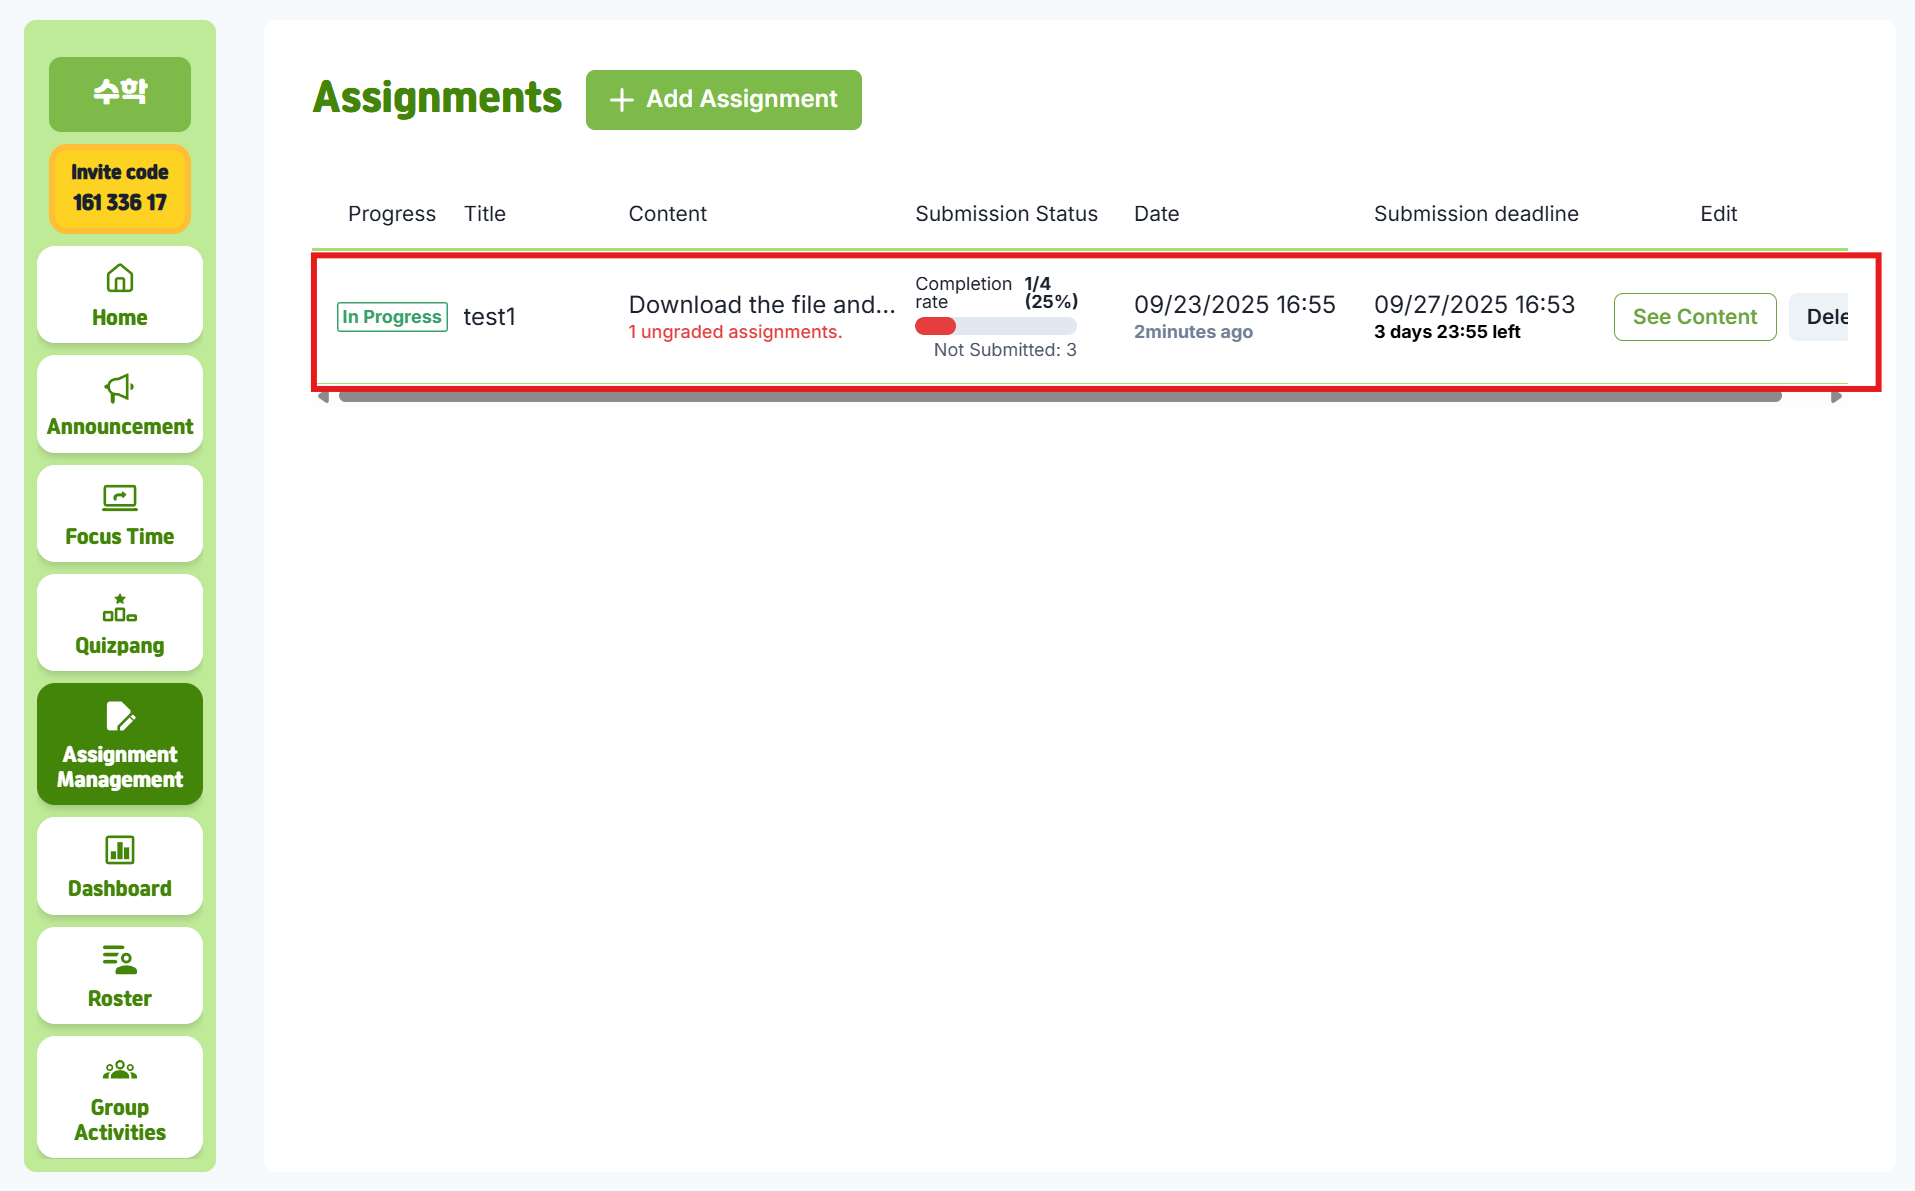 수학
Invite code
161 336 17
Home
Announcement
Focus Time
Quizpang
Assignment
Management
Dashboard
Roster
Group
Activities
Assignments
Add Assignment
Progress Title Content Submission Status Date Submission deadline Edit
In Progress
test1
Download the file and...
1 ungraded assignments.
Completion
rate
1/4
(25%)
Not Submitted: 3
09/23/2025 16:55
2minutes ago
09/27/2025 16:53
3 days 23:55 left
See Content
Dele